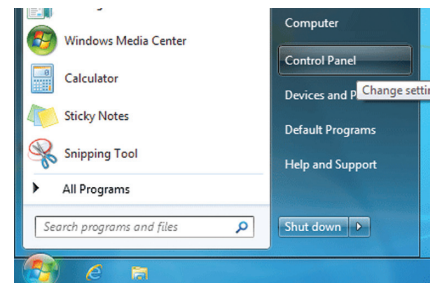 Windows Media Center
Calculator
Sticky Notes
Snipping Tool
All Programs
Search programs and files
Computer
Control Panel
Devices and P
Change settin
Default Programs
Help and Support
Shut down